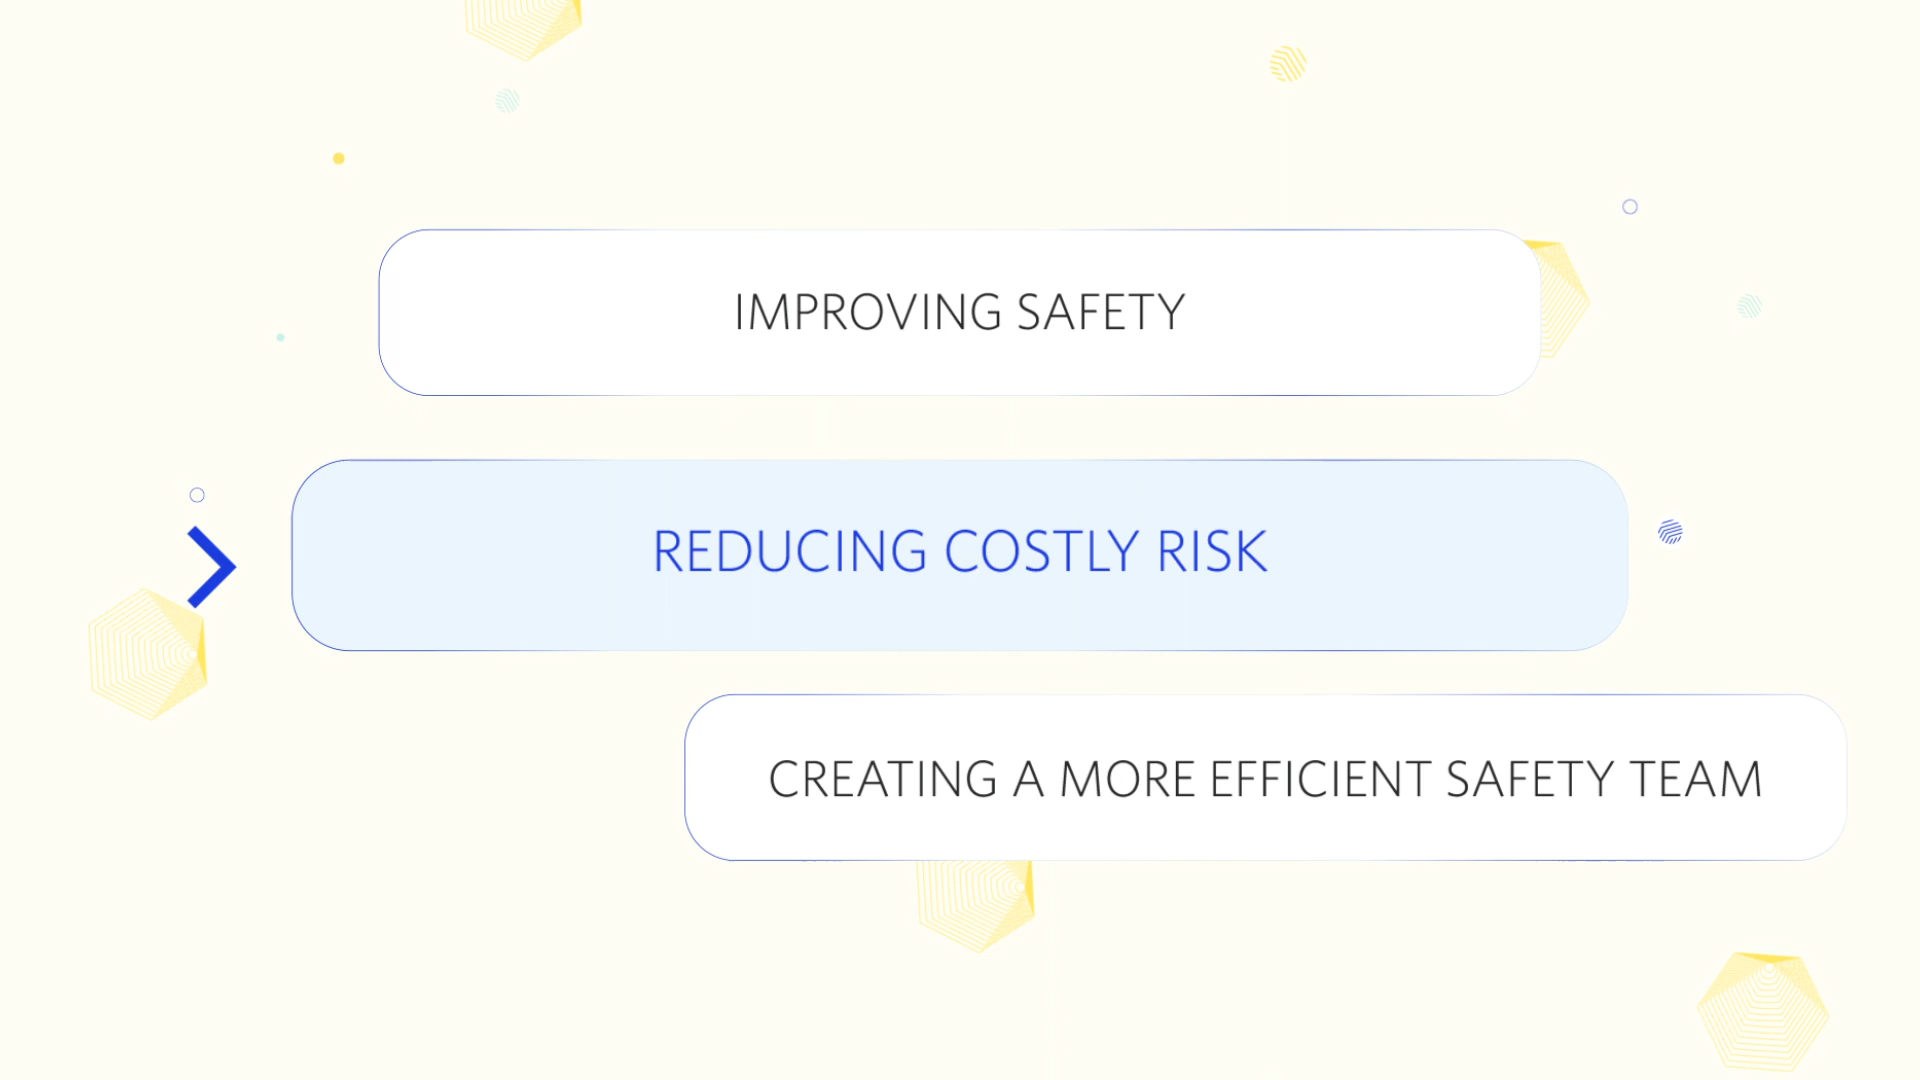 IMPROVING SAFETY
REDUCING COSTLY RISK
CREATING A MORE EFFICIENT SAFETY TEAM